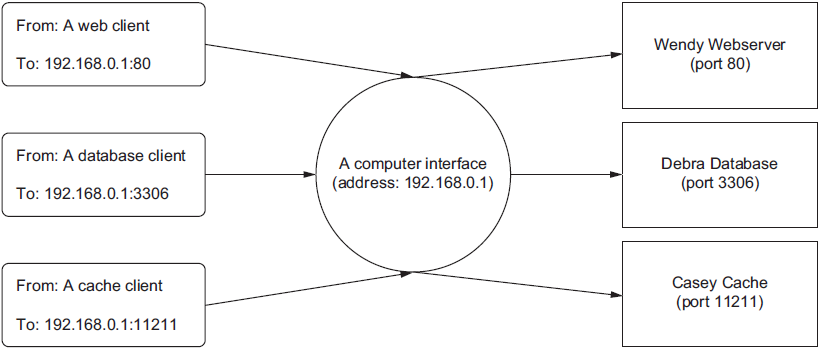 From: A web client
To: 192.168.0.1:80
From: A database client
To: 192.168.0.1:3306
From: A cache client
To: 192.168.0.1:11211
A computer interface
(address: 192.168.0.1)
Wendy Webserver
(port 80)
Debra Database
(port 3306)
Casey Cache
(port 11211)